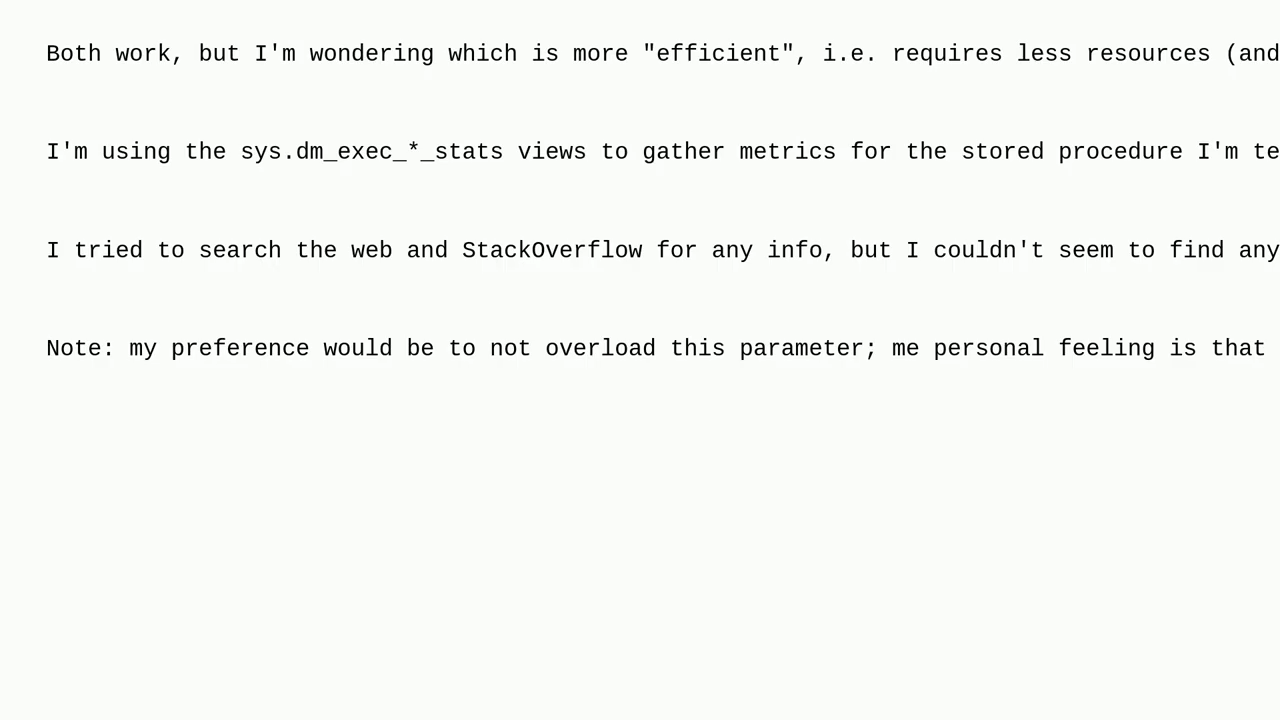 Both work, but I'm wondering which is more "efficient", i.e. requires less resources (and
I'm using the sys.dm_exec_*_stats views to gather metrics for the stored procedure I'm te
I tried to search the web and StackOverflow for any info, but I couldn't seem to find any
Note: my preference would be to not overload this parameter; me personal feeling is that